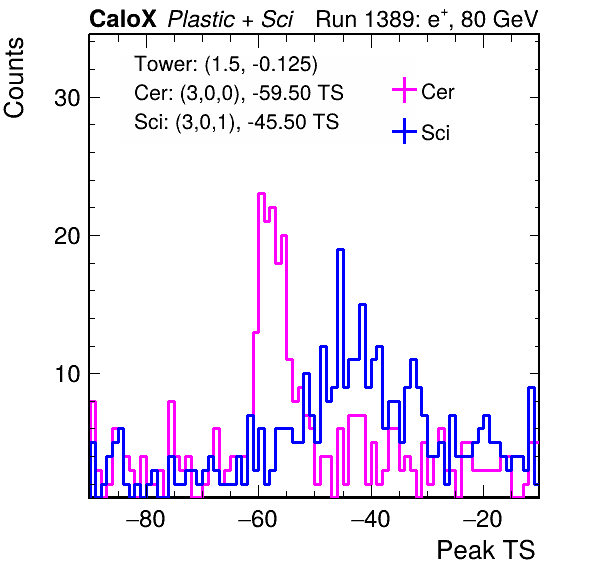 CaloX Plastic + Sci Run 1389: e⁺, 80 GeV
Counts
Tower: (1.5, -0.125)
Cer: (3,0,0), -59.50 TS
Sci: (3,0,1), -45.50 TS
Cer
Sci
30
20
10
−80 −60 −40 −20
Peak TS